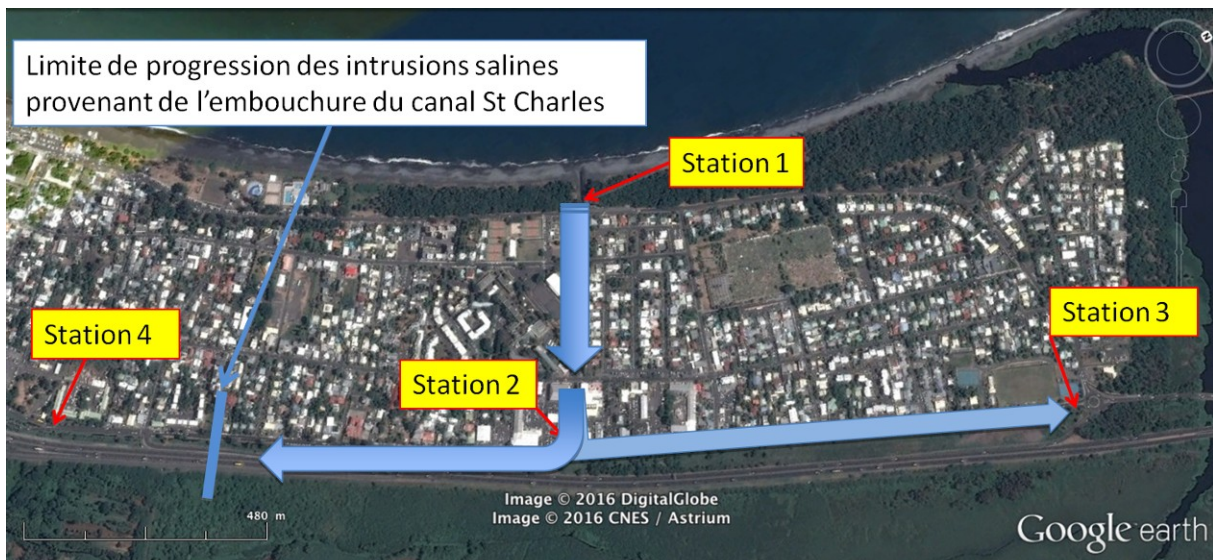 Limite de progression des intrusions salines
provenant de l’embouchure du canal St Charles
Station 1
Station 3
Station 4
Station 2
480 m
Image © 2016 DigitalGlobe
Image © 2016 CNES / Astrium
Google earth